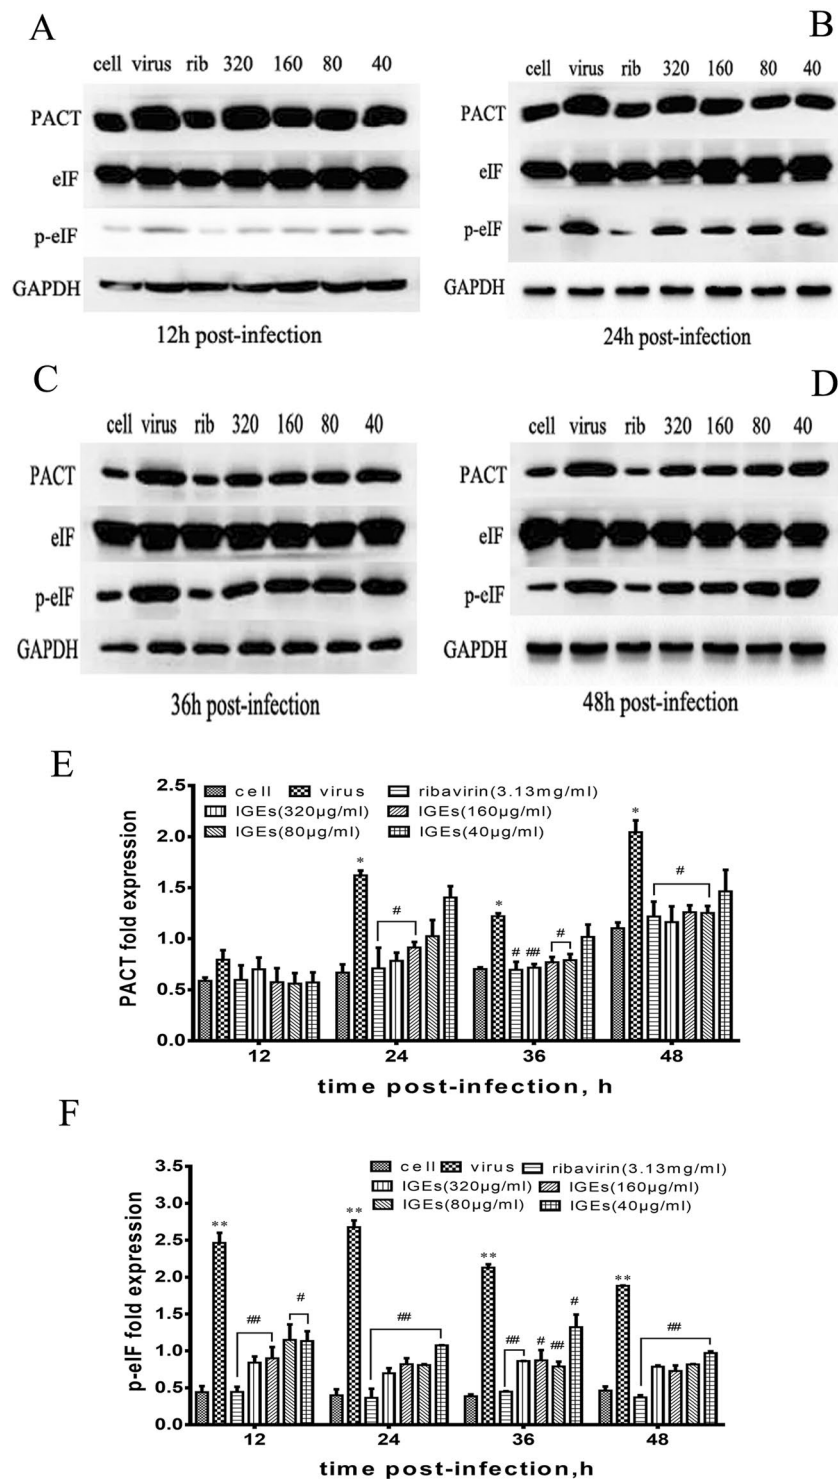 A
cell virus rib 320 160 80 40
PACT
eIF
p-eIF
GAPDH
12h post-infection
B
cell virus rib 320 160 80 40
PACT
eIF
p-eIF
GAPDH
24h post-infection
C
cell virus rib 320 160 80 40
PACT
eIF
p-eIF
GAPDH
36h post-infection
D
cell virus rib 320 160 80 40
PACT
eIF
p-eIF
GAPDH
48h post-infection
E
PACT fold expression
2.5
2.0
1.5
1.0
0.5
0.0
cell virus ribavirin(3.13mg/ml)
IGEs(320μg/ml) IGEs(160μg/ml)
IGEs(80μg/ml) IGEs(40μg/ml)
* # * # ## # * #
12 24 36 48
time post-infection, h
F
p-eIF fold expression
3.5
3.0
2.5
2.0
1.5
1.0
0.5
0.0
cell virus ribavirin(3.13mg/ml)
IGEs(320μg/ml) IGEs(160μg/ml)
IGEs(80μg/ml) IGEs(40μg/ml)
** ## # ** ## ** ## # ## # ** ##
12 24 36 48
time post-infection,h